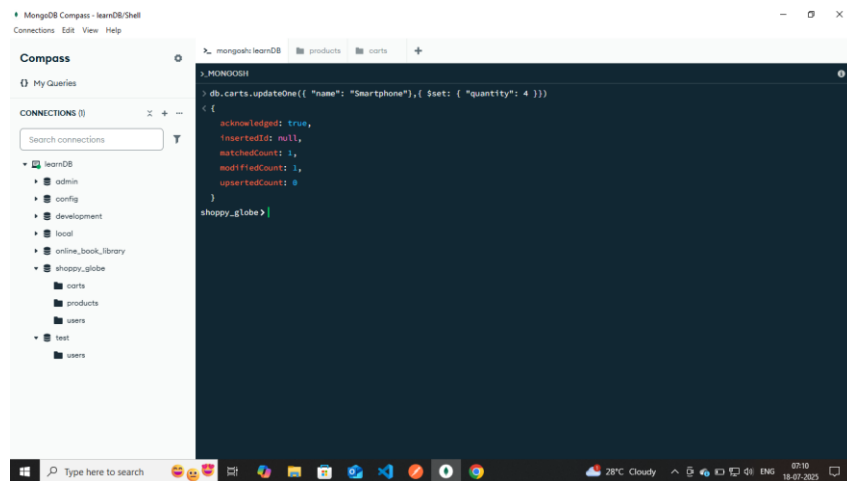 MongoDB Compass - learnDB/Shell
Connections Edit View Help
Compass
My Queries
CONNECTIONS (1)
Search connections
learnDB
admin
config
development
local
online_book_library
shoppy_globe
carts
products
users
test
users
>_ mongosh: learnDB products carts +
>_MONGOSH
> db.carts.updateOne({ "name": "Smartphone"},{ $set: { "quantity": 4 }})
< {
acknowledged: true,
insertedId: null,
matchedCount: 1,
modifiedCount: 1,
upsertedCount: 0
}
shoppy_globe>
Type here to search
28°C Cloudy
ENG
07:10
18-07-2025